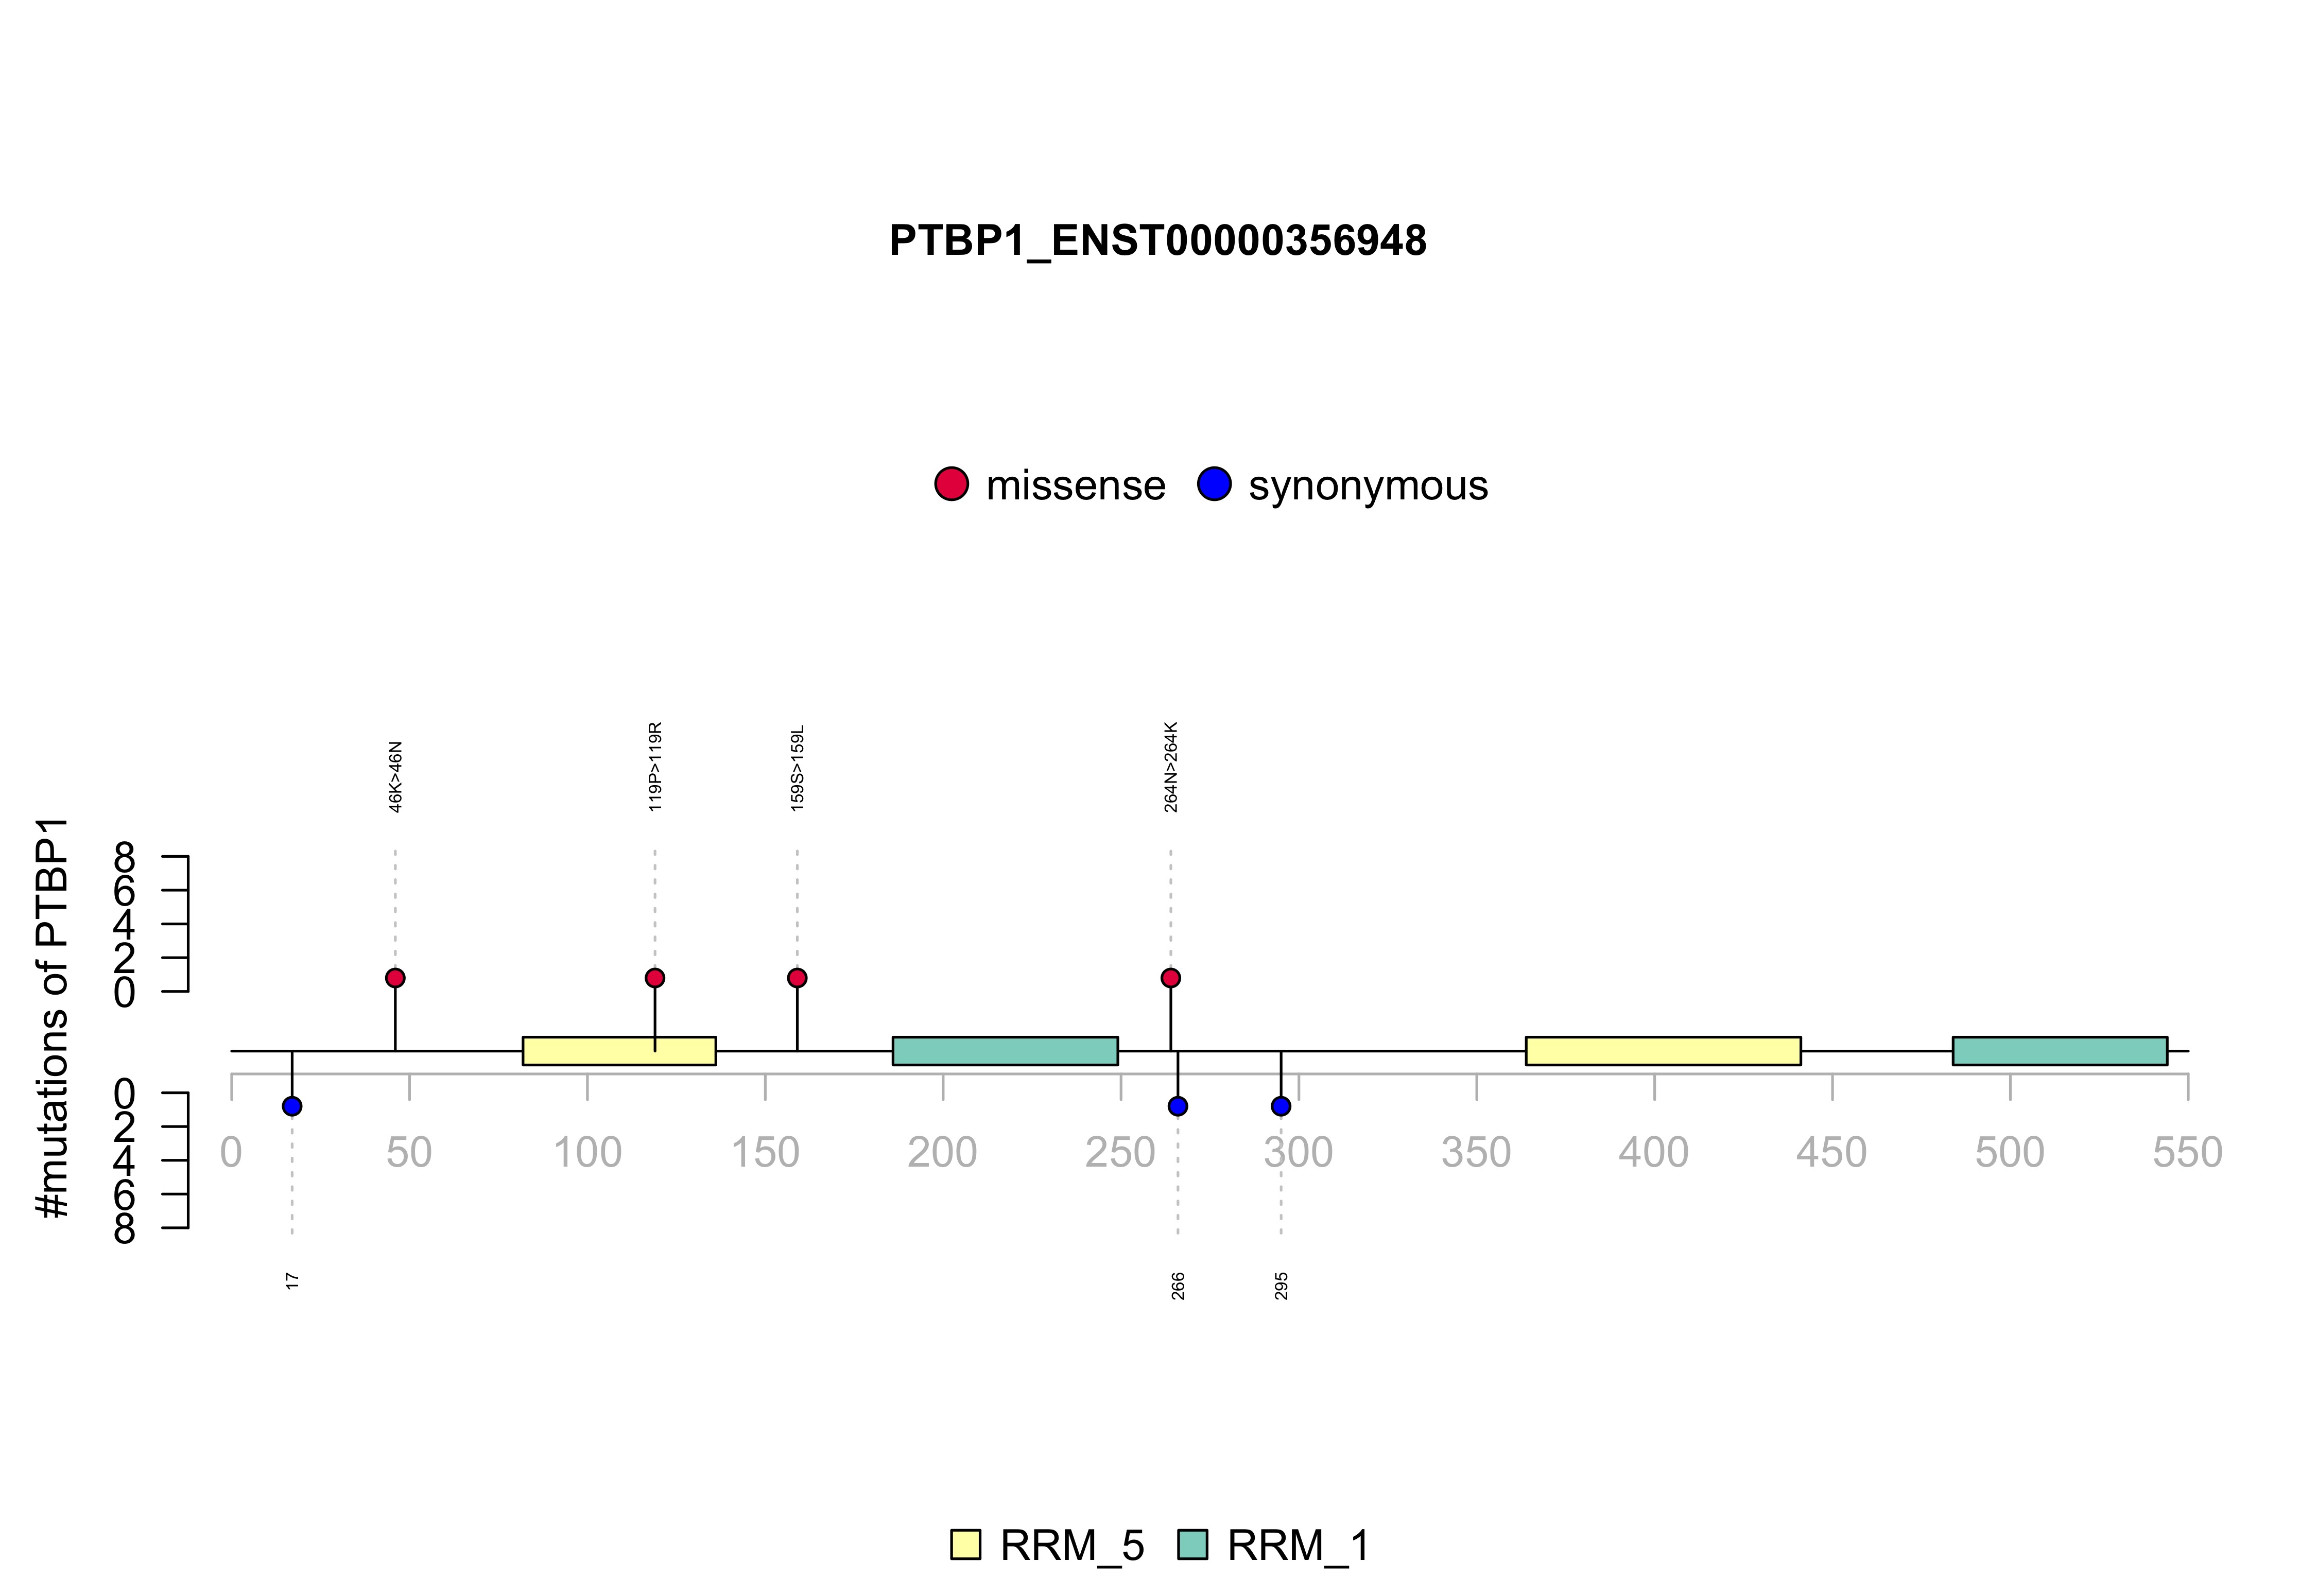 PTBP1_ENST00000356948
missense synonymous
46K>46N
119P>119R
159S>159L
264N>264K
#mutations of PTBP1
8
6
4
2
0
0
2
4
6
8
0 50 100 150 200 250 300 350 400 450 500 550
17
266
295
RRM_5 RRM_1